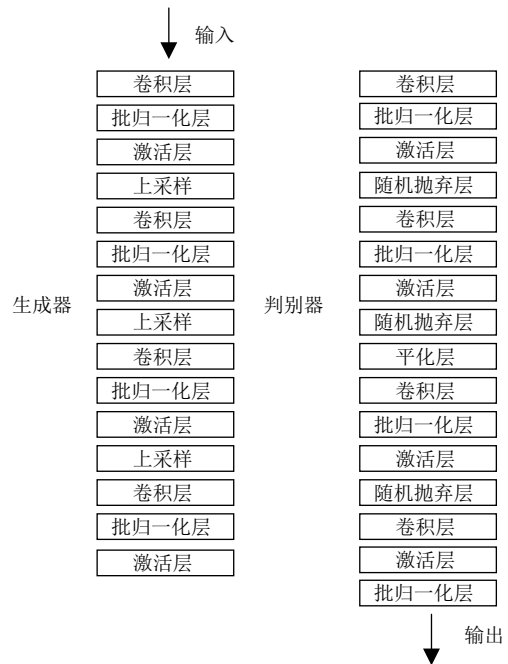 输入
生成器
卷积层
批归一化层
激活层
上采样
卷积层
批归一化层
激活层
上采样
卷积层
批归一化层
激活层
上采样
卷积层
批归一化层
激活层
判别器
卷积层
批归一化层
激活层
随机抛弃层
卷积层
批归一化层
激活层
随机抛弃层
平化层
卷积层
批归一化层
激活层
随机抛弃层
卷积层
激活层
批归一化层
输出